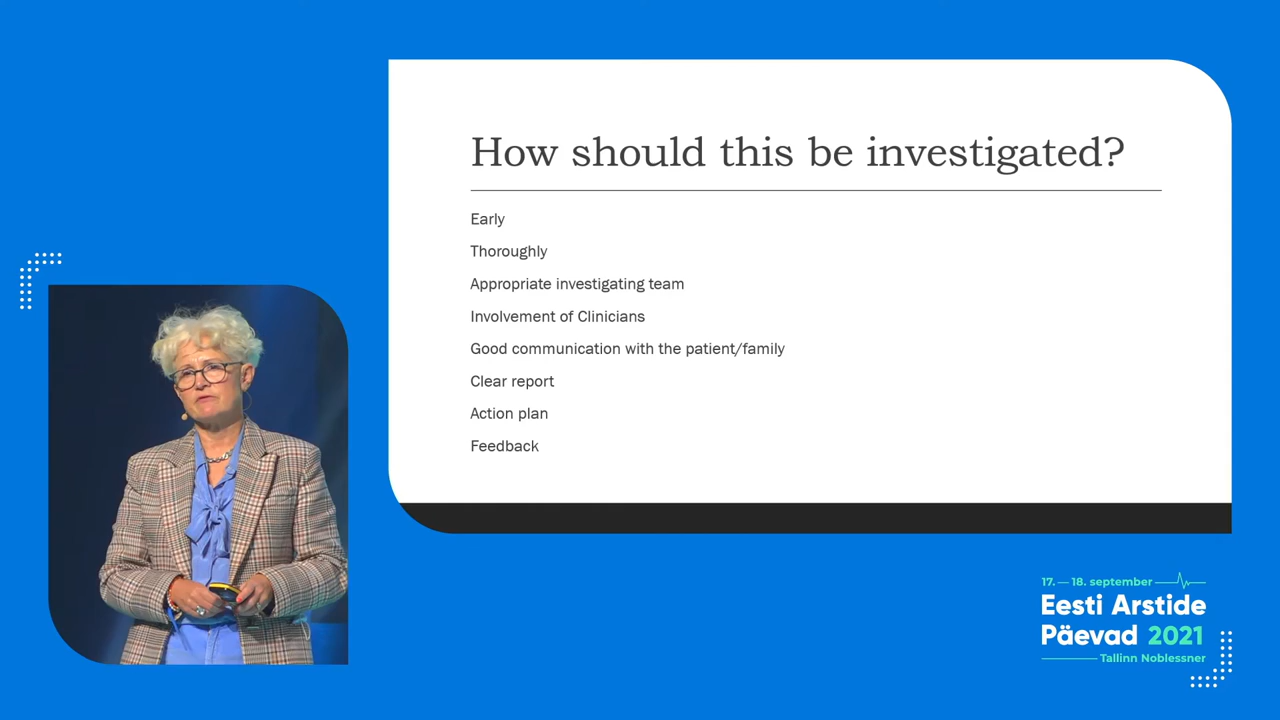 How should this be investigated?
Early
Thoroughly
Appropriate investigating team
Involvement of Clinicians
Good communication with the patient/family
Clear report
Action plan
Feedback
17. — 18. september
Eesti Arstide
Päevad 2021
Tallinn Noblessner